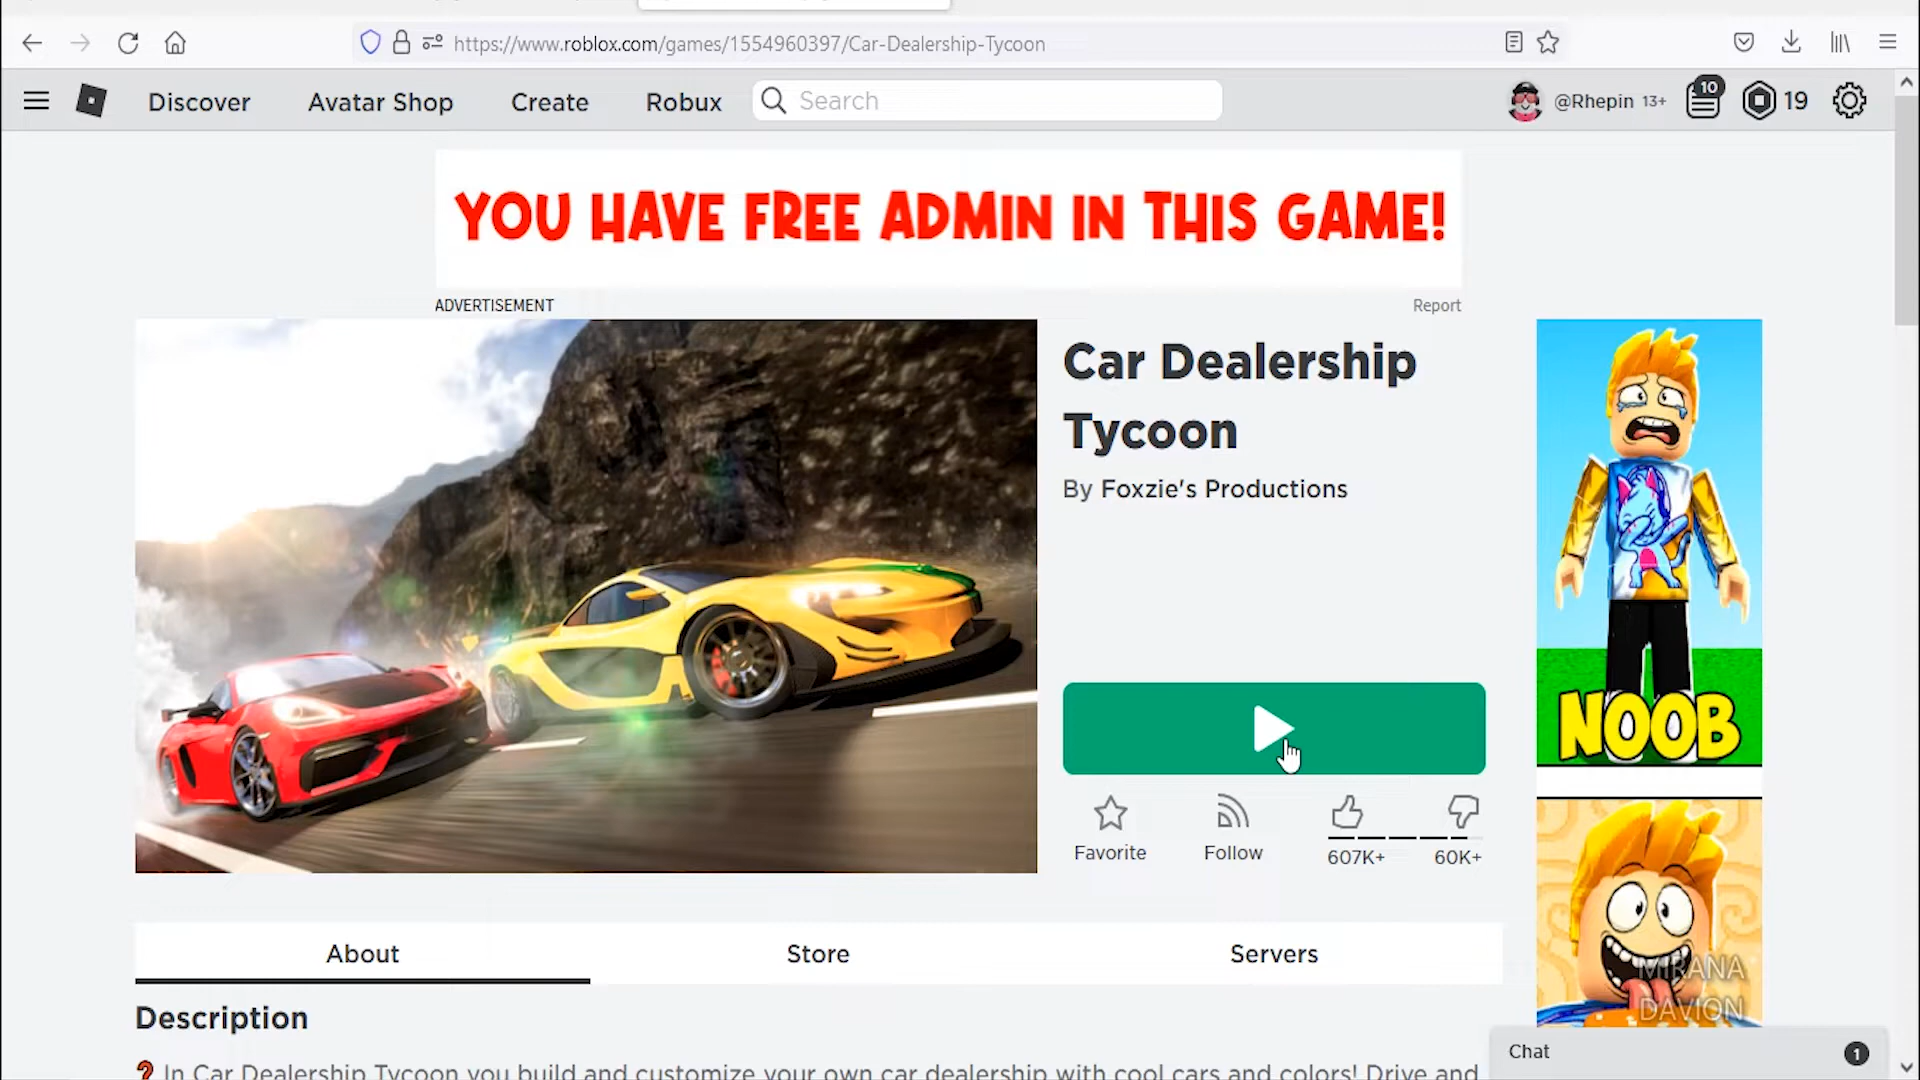 https://www.roblox.com/games/1554960397/Car-Dealership-Tycoon
Discover
Avatar Shop
Create
Robux
Search
@Rhepin 13+
10
19
YOU HAVE FREE ADMIN IN THIS GAME!
ADVERTISEMENT
Report
Car Dealership
Tycoon
By Foxzie's Productions
Favorite
Follow
607K+
60K+
NOOB
About
Store
Servers
MIRANA
DAVION
Description
In Car Dealership Tycoon you build and customize your own car dealership with cool cars and colors! Drive and
Chat
1